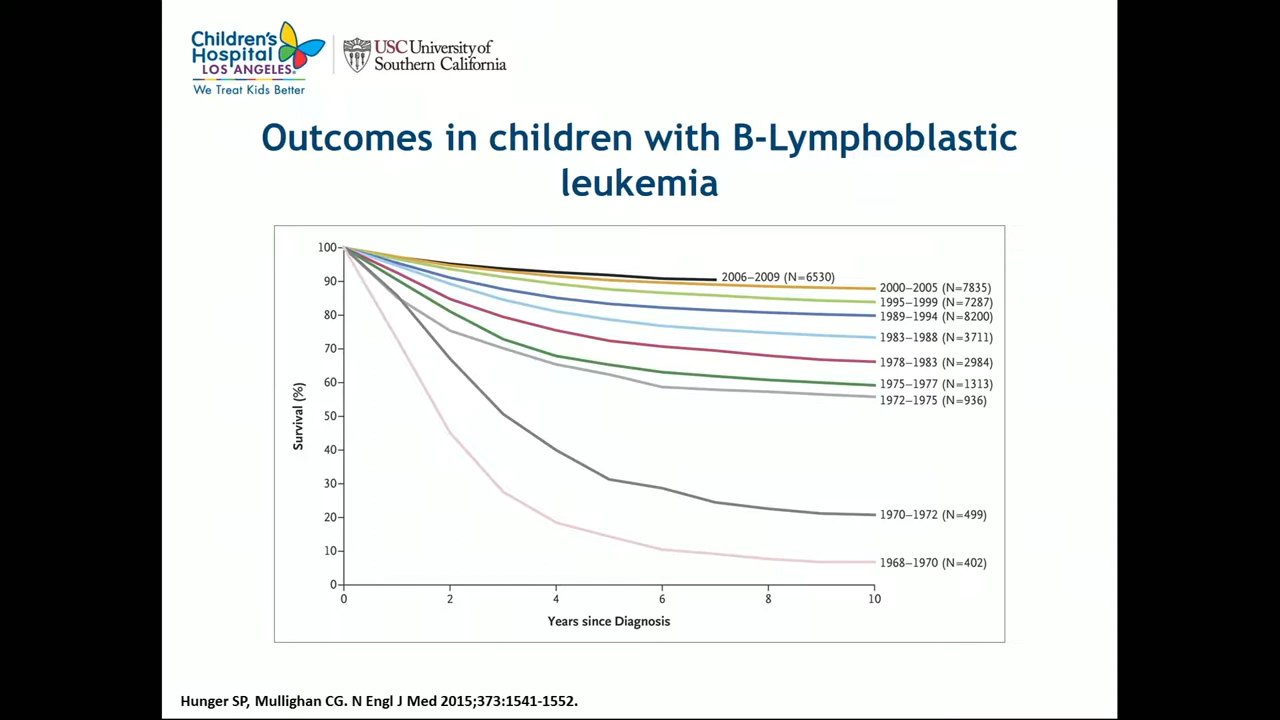 Children's
Hospital
LOS ANGELES®
We Treat Kids Better
USC University of
Southern California
Outcomes in children with B-Lymphoblastic
leukemia
100
90
80
70
60
50
40
30
20
10
0
Survival (%)
2006–2009 (N=6530)
2000–2005 (N=7835)
1995–1999 (N=7287)
1989–1994 (N=8200)
1983–1988 (N=3711)
1978–1983 (N=2984)
1975–1977 (N=1313)
1972–1975 (N=936)
1970–1972 (N=499)
1968–1970 (N=402)
0 2 4 6 8 10
Years since Diagnosis
Hunger SP, Mullighan CG. N Engl J Med 2015;373:1541-1552.